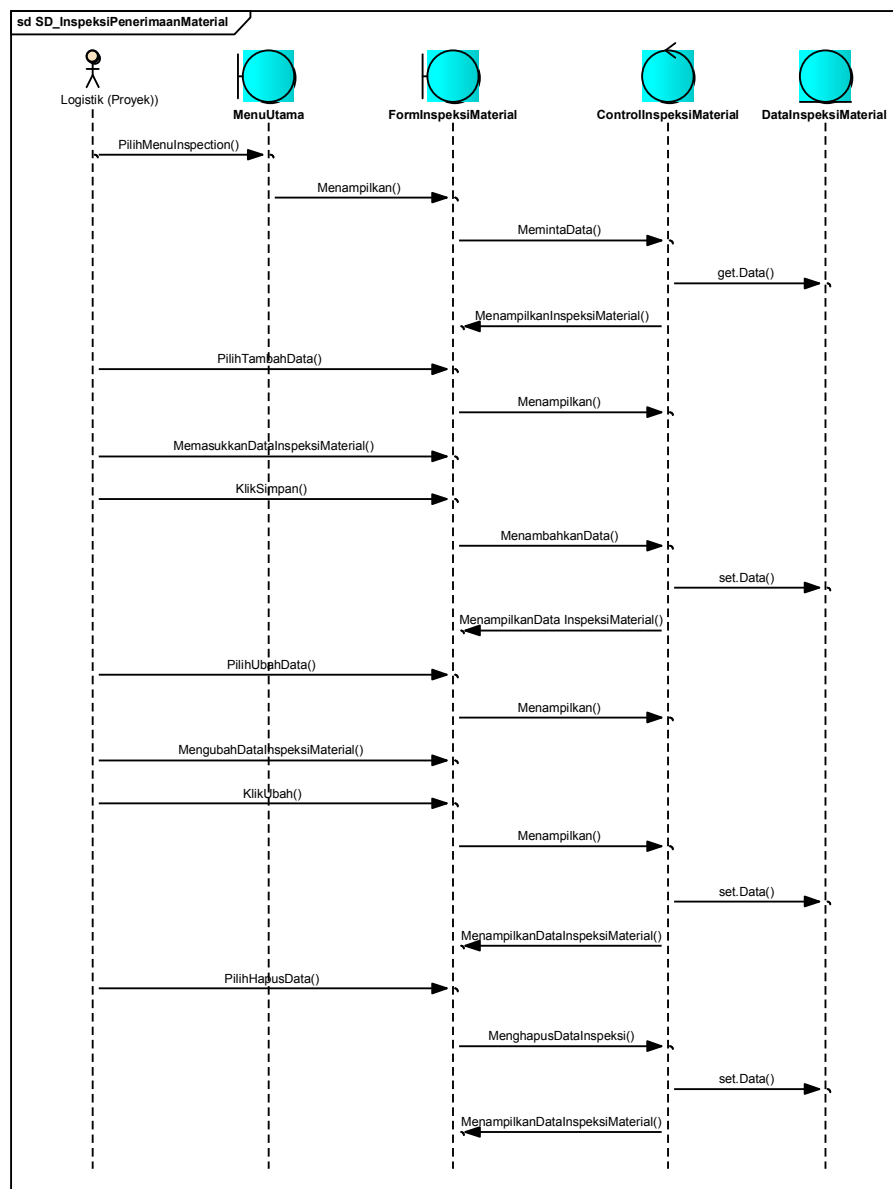 sd SD_InspeksiPenerimaanMaterial
Logistik (Proyek))
MenuUtama
FormInspeksiMaterial
ControlInspeksiMaterial
DataInspeksiMaterial
PilihMenuInspection()
Menampilkan()
MemintaData()
get.Data()
MenampilkanInspeksiMaterial()
PilihTambahData()
Menampilkan()
MemasukkanDataInspeksiMaterial()
KlikSimpan()
MenambahkanData()
set.Data()
MenampilkanData InspeksiMaterial()
PilihUbahData()
Menampilkan()
MengubahDataInspeksiMaterial()
KlikUbah()
Menampilkan()
set.Data()
MenampilkanDataInspeksiMaterial()
PilihHapusData()
MenghapusDataInspeksi()
set.Data()
MenampilkanDataInspeksiMaterial()